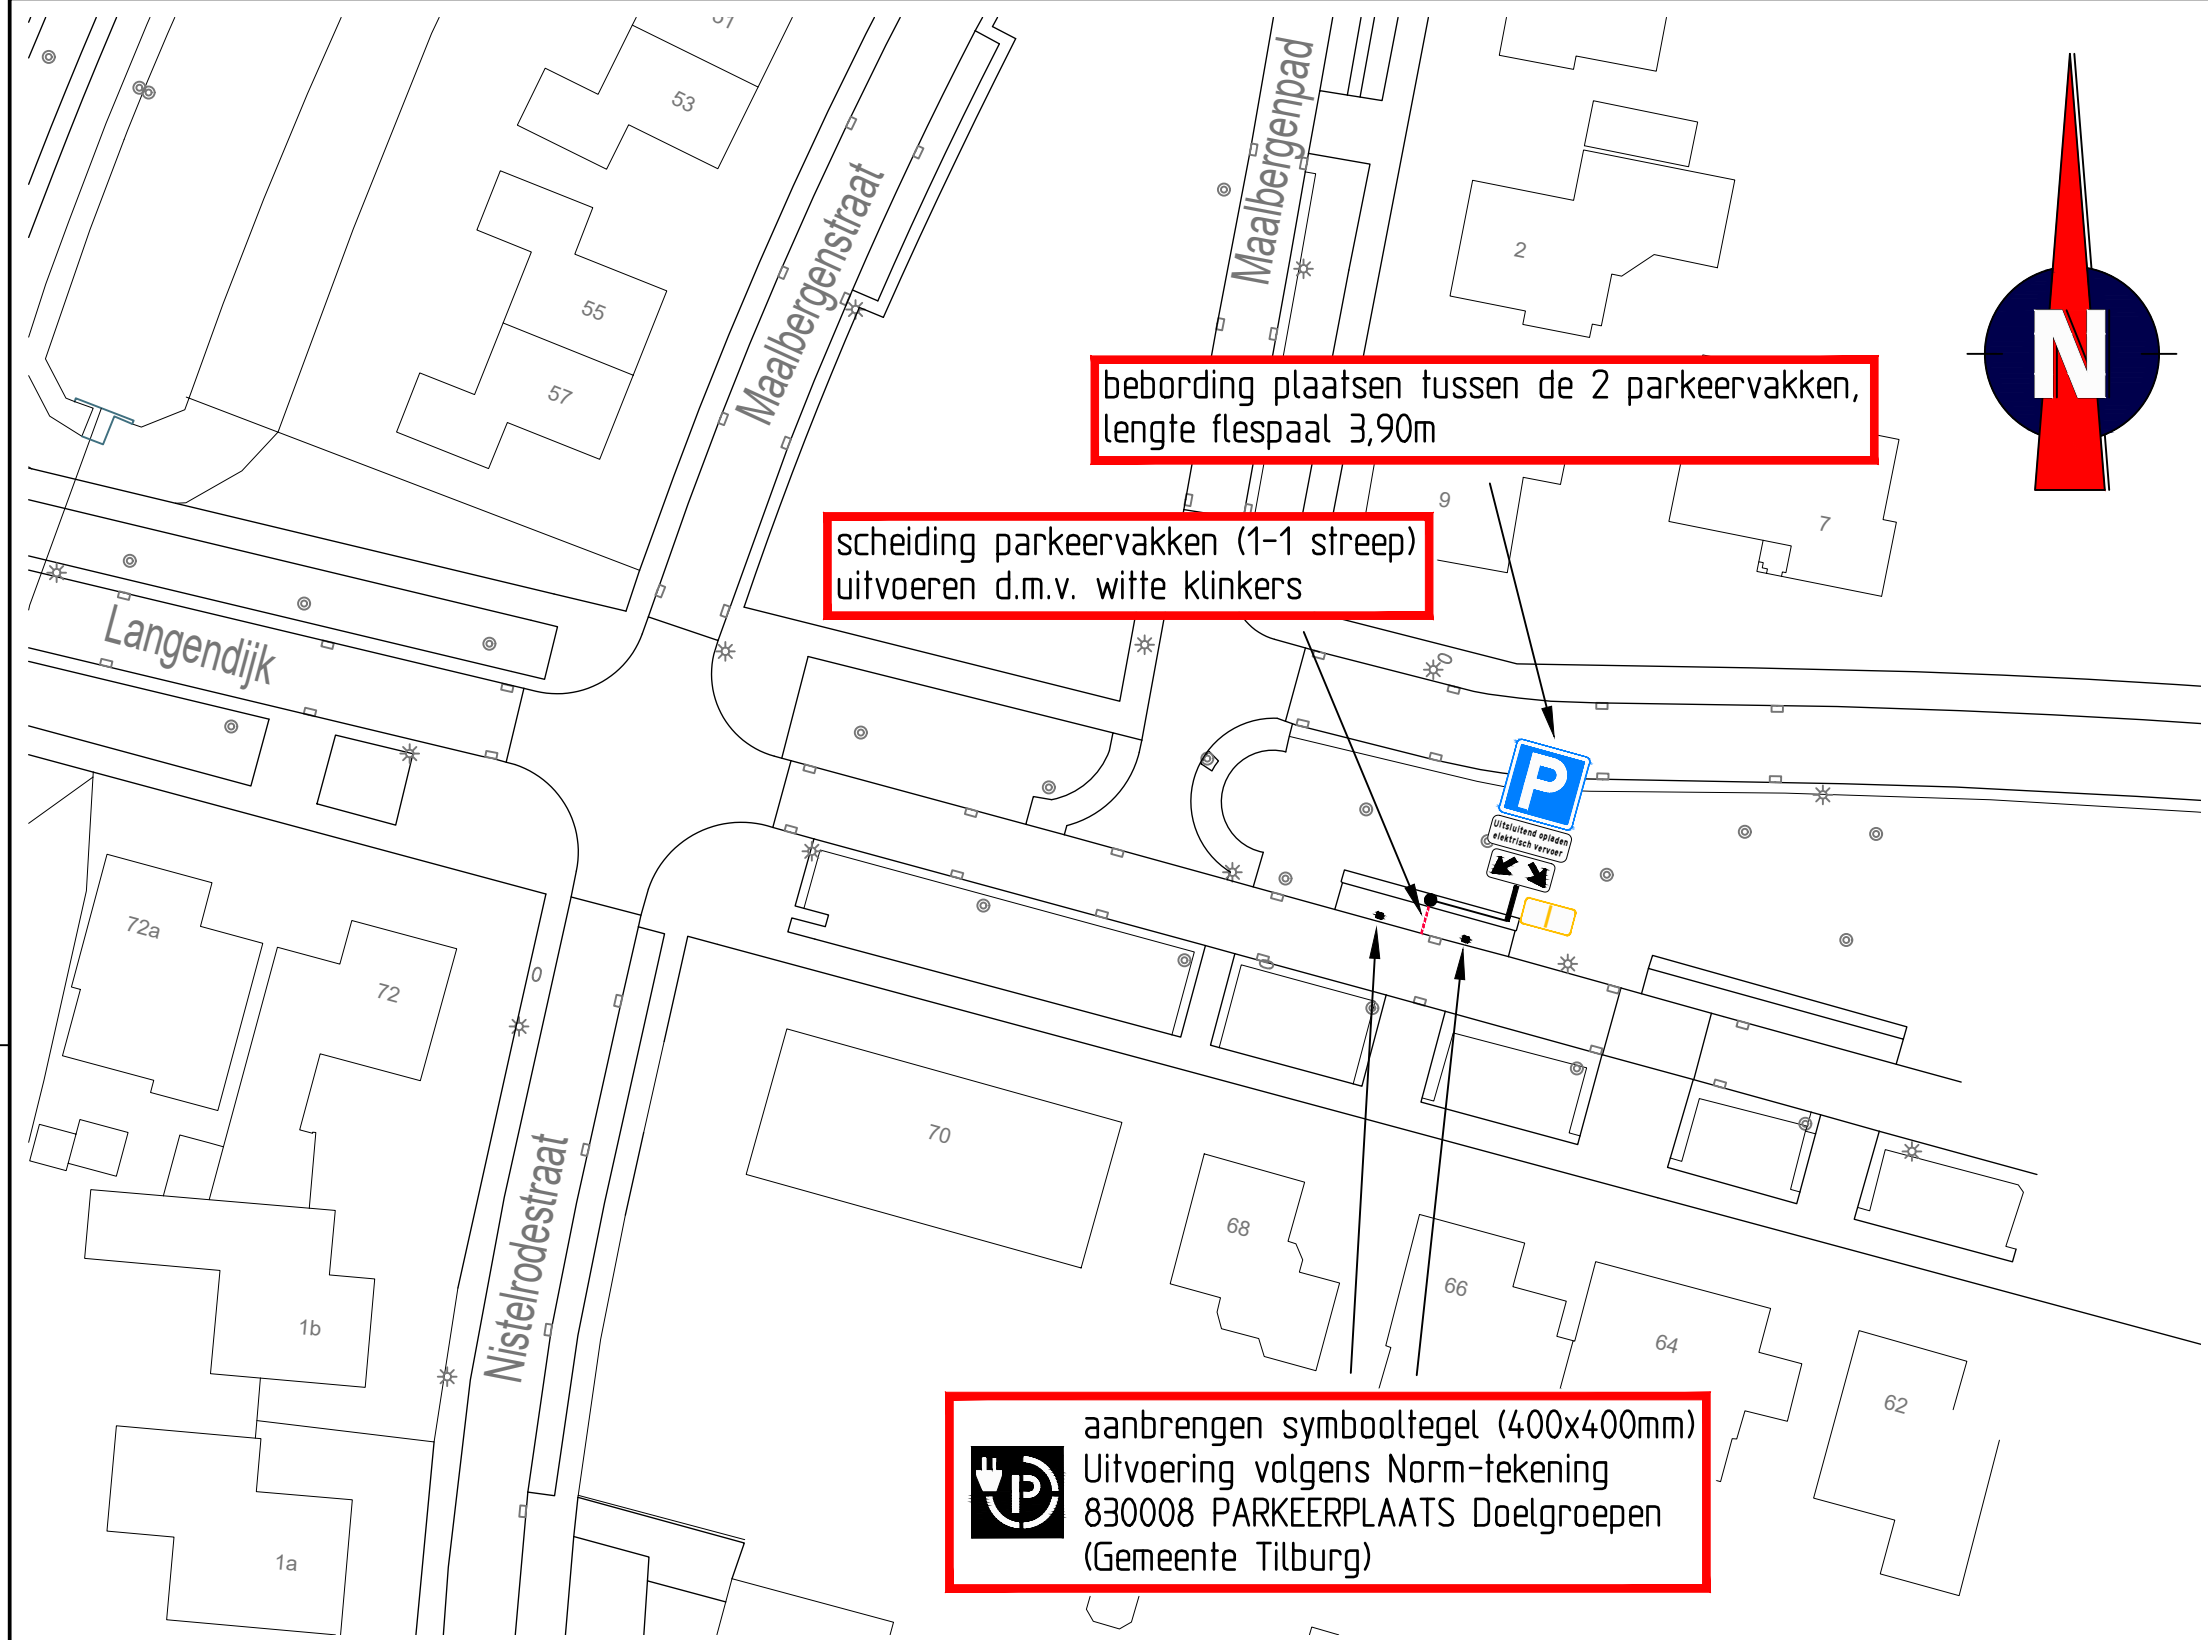 51
53
Maalbergenstraat
Maalbergenpad
2
55
57
N
bebording plaatsen tussen de 2 parkeervakken,
lengte flespaal 3,90m
9
7
scheiding parkeervakken (1-1 streep)
uitvoeren d.m.v. witte klinkers
Langendijk
P
Uitsluitend opladen
elektrisch vervoer
72a
72
70
68
66
64
62
Nistelrodestraat
1b
1a
P
aanbrengen symbooltegel (400x400mm)
Uitvoering volgens Norm-tekening
830008 PARKEERPLAATS Doelgroepen
(Gemeente Tilburg)